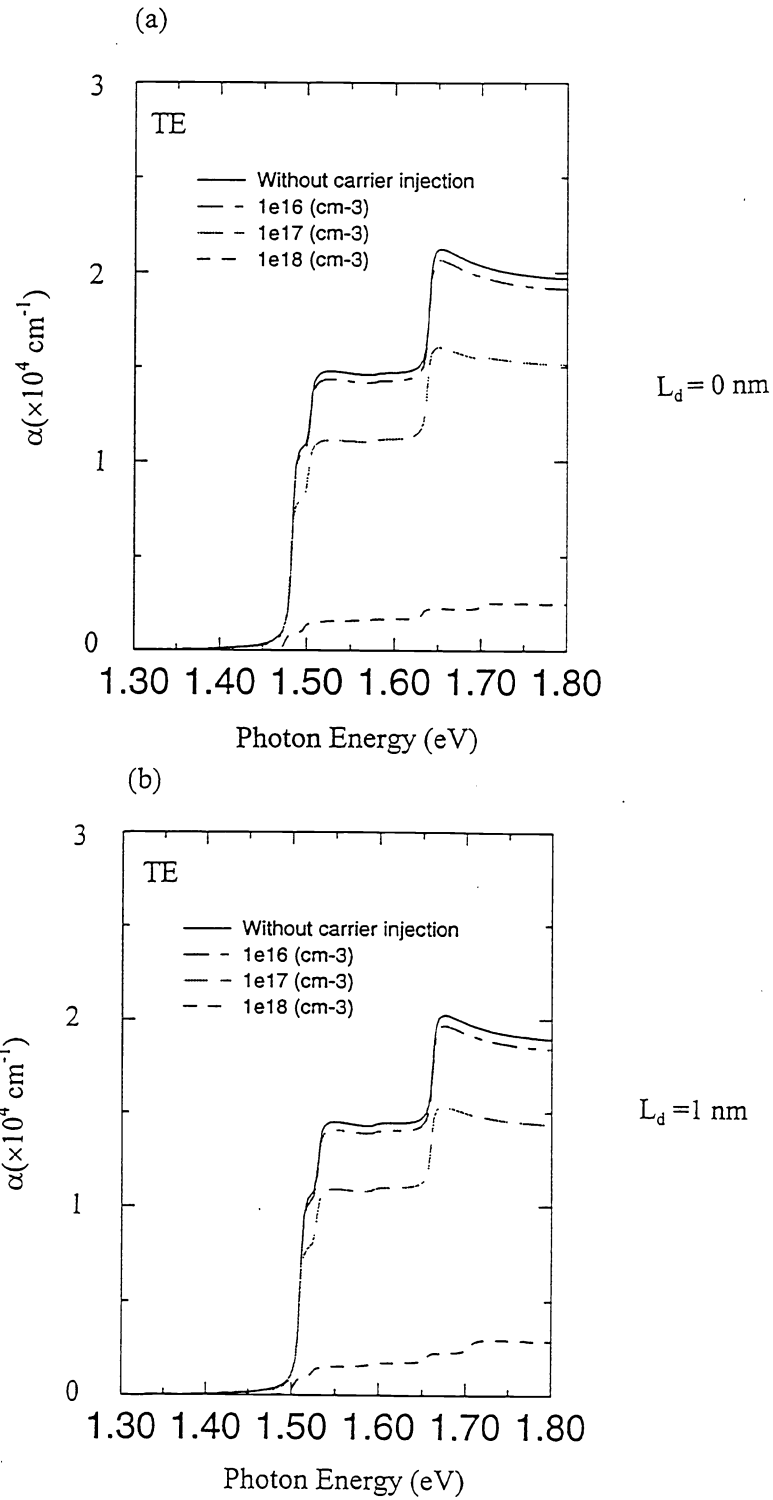 (a)
3
TE
Without carrier injection
1e16 (cm-3)
1e17 (cm-3)
1e18 (cm-3)
2
α(×10⁴ cm⁻¹)
L_d = 0 nm
1
0
1.30 1.40 1.50 1.60 1.70 1.80
Photon Energy (eV)
(b)
3
TE
Without carrier injection
1e16 (cm-3)
1e17 (cm-3)
1e18 (cm-3)
2
α(×10⁴ cm⁻¹)
L_d =1 nm
1
0
1.30 1.40 1.50 1.60 1.70 1.80
Photon Energy (eV)